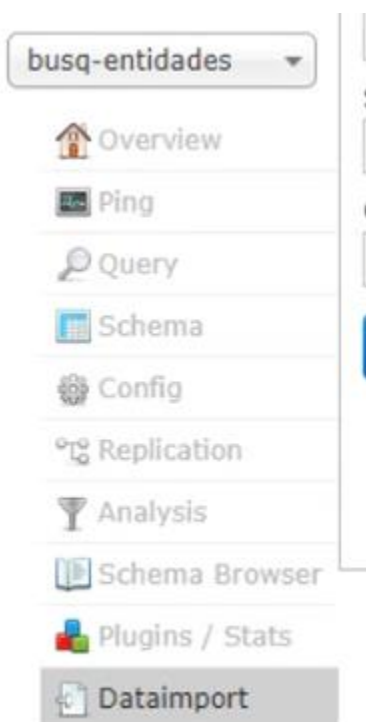 busq-entidades
Overview
Ping
Query
Schema
Config
Replication
Analysis
Schema Browser
Plugins / Stats
Dataimport